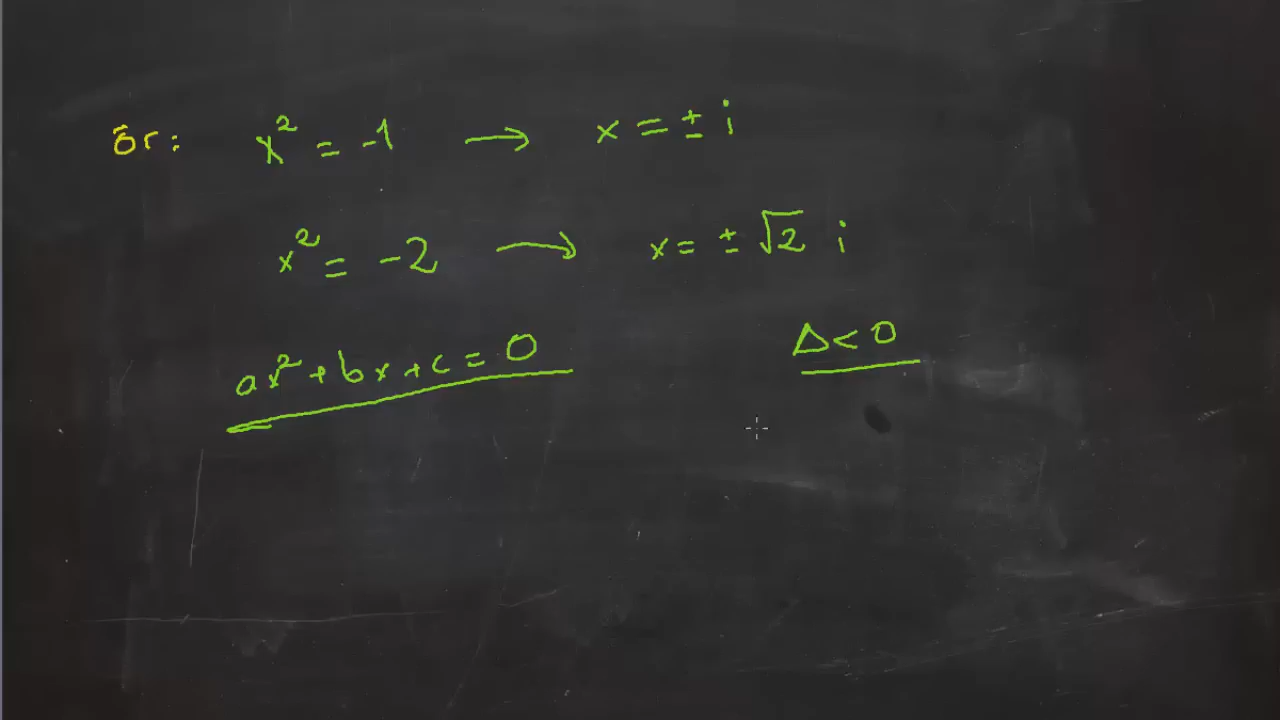 ör: x² = -1 → x = ± i
x² = -2 → x = ± √2 i
ax² + bx + c = 0 Δ < 0